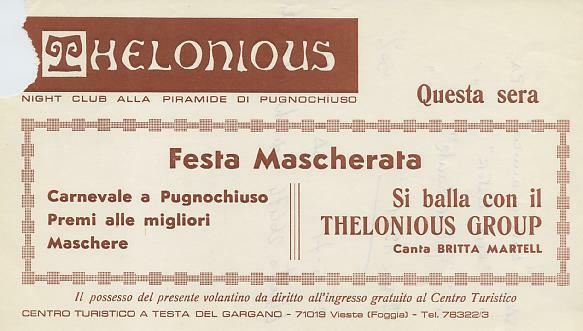 THELONIOUS
NIGHT CLUB ALLA PIRAMIDE DI PUGNOCHIUSO
Questa sera
Festa Mascherata
Carnevale a Pugnochiuso
Premi alle migliori
Maschere
Si balla con il
THELONIOUS GROUP
Canta BRITTA MARTELL
Il possesso del presente volantino da diritto all'ingresso gratuito al Centro Turistico
CENTRO TURISTICO A TESTA DEL GARGANO - 71019 Vieste (Foggia) - Tel. 78322/3